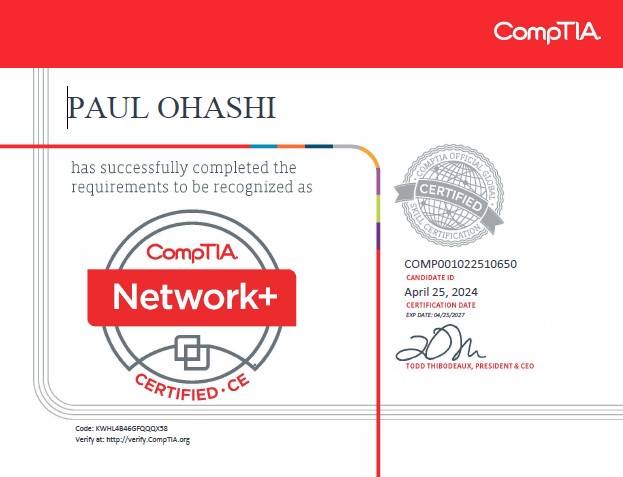 CompTIA.
PAUL OHASHI
has successfully completed the
requirements to be recognized as
CompTIA.
Network+
CERTIFIED•CE
COMPTIA OFFICIAL GLOBAL
CERTIFIED
SKILL CERTIFICATION
COMP001022510650
CANDIDATE ID
April 25, 2024
CERTIFICATION DATE
EXP DATE: 04/25/2027
TODD THIBODEAUX, PRESIDENT & CEO
Code: KWHL4B46GFQQQX38
Verify at: http://verify.CompTIA.org